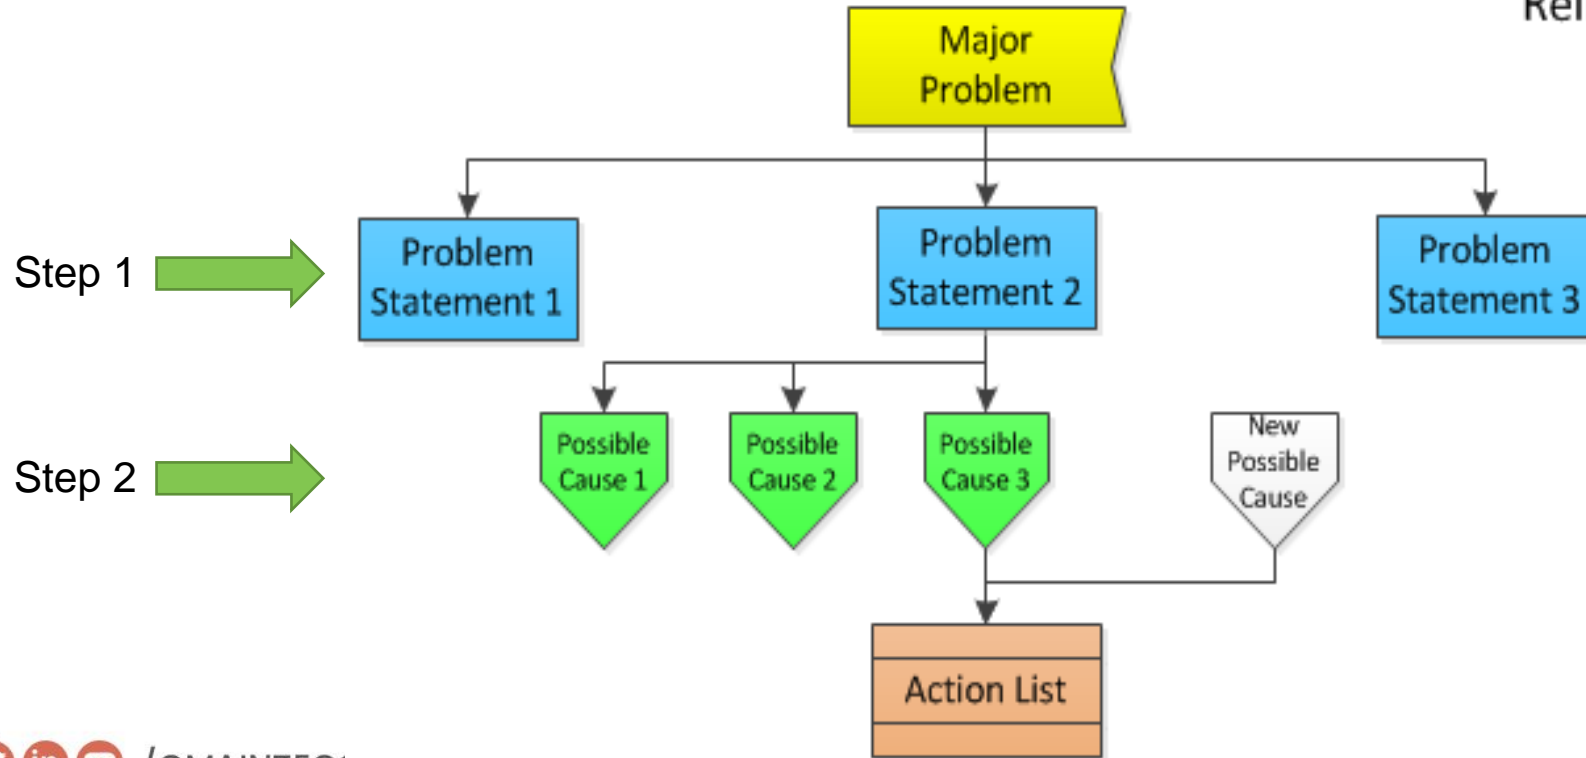 Major
Problem
Step 1
Problem
Statement 1
Problem
Statement 2
Problem
Statement 3
Step 2
Possible
Cause 1
Possible
Cause 2
Possible
Cause 3
New
Possible
Cause
Action List